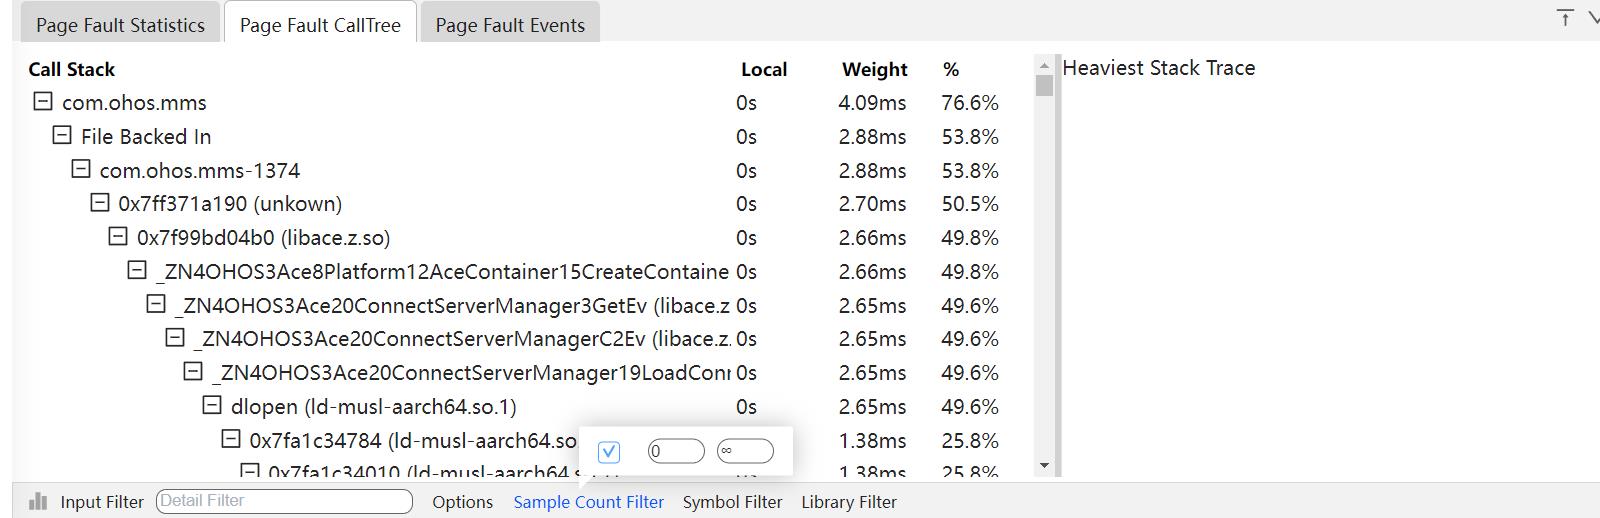 Page Fault Statistics Page Fault CallTree Page Fault Events
Call Stack Local Weight % Heaviest Stack Trace
com.ohos.mms 0s 4.09ms 76.6%
File Backed In 0s 2.88ms 53.8%
com.ohos.mms-1374 0s 2.88ms 53.8%
0x7ff371a190 (unkown) 0s 2.70ms 50.5%
0x7f99bd04b0 (libace.z.so) 0s 2.66ms 49.8%
_ZN4OHOS3Ace8Platform12AceContainer15CreateContaine 0s 2.66ms 49.8%
_ZN4OHOS3Ace20ConnectServerManager3GetEv (libace.z 0s 2.65ms 49.6%
_ZN4OHOS3Ace20ConnectServerManagerC2Ev (libace.z. 0s 2.65ms 49.6%
_ZN4OHOS3Ace20ConnectServerManager19LoadConn 0s 2.65ms 49.6%
dlopen (ld-musl-aarch64.so.1) 0s 2.65ms 49.6%
0x7fa1c34784 (ld-musl-aarch64.so 1.38ms 25.8%
0 ∞
0x7fa1c34010 (ld-musl-aarch64.s 1.38ms 25.8%
Input Filter Detail Filter Options Sample Count Filter Symbol Filter Library Filter